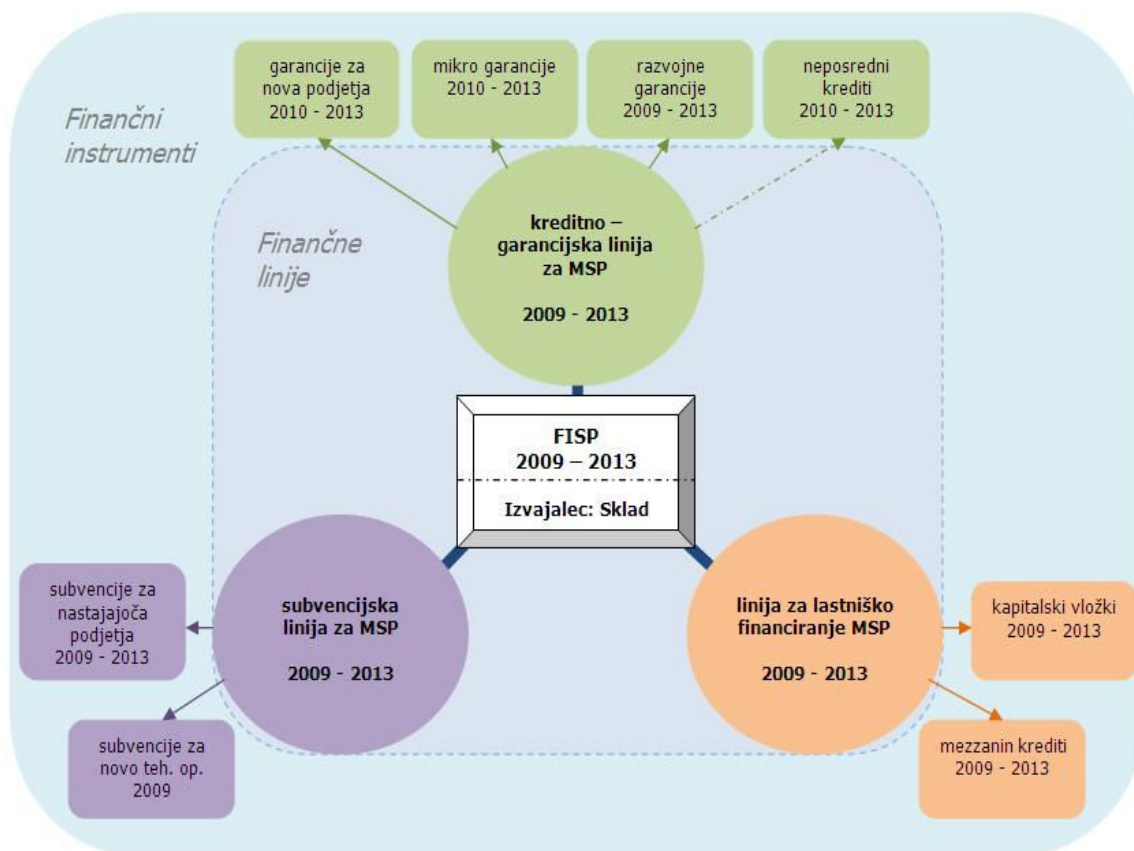 garancije za
nova podjetja
2010 - 2013
mikro garancije
2010 - 2013
razvojne
garancije
2009 - 2013
neposredni
krediti
2010 - 2013
Finančni
instrumenti
Finančne
linije
kreditno –
garancijska linija
za MSP
2009 - 2013
FISP
2009 – 2013
Izvajalec: Sklad
subvencije za
nastajajoča
podjetja
2009 - 2013
subvencijska
linija za MSP
2009 - 2013
linija za lastniško
financiranje MSP
2009 - 2013
kapitalski vložki
2009 - 2013
subvencije za
novo teh. op.
2009
mezzanin krediti
2009 - 2013